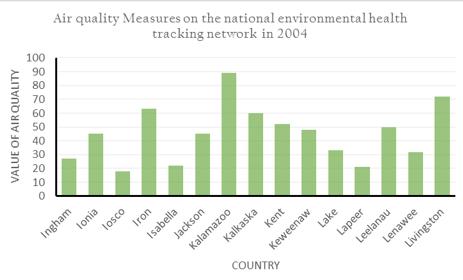 Air quality Measures on the national environmental health
tracking network in 2004
VALUE OF AIR QUALITY
100
90
80
70
60
50
40
30
20
10
0
Ingham
Ionia
Iosco
Iron
Isabella
Jackson
Kalamazoo
Kalkaska
Kent
Keweenaw
Lake
Lapeer
Leelanau
Lenawee
Livingston
COUNTRY